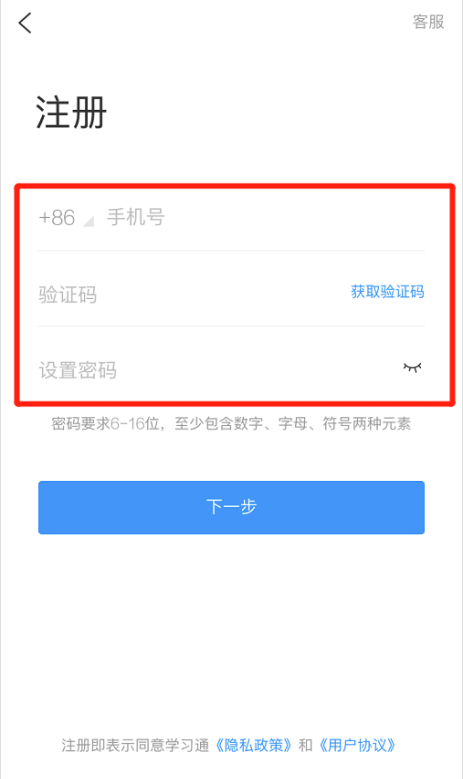 客服
注册
+86 手机号
验证码 获取验证码
设置密码
密码要求6-16位，至少包含数字、字母、符号两种元素
下一步
注册即表示同意学习通《隐私政策》和《用户协议》